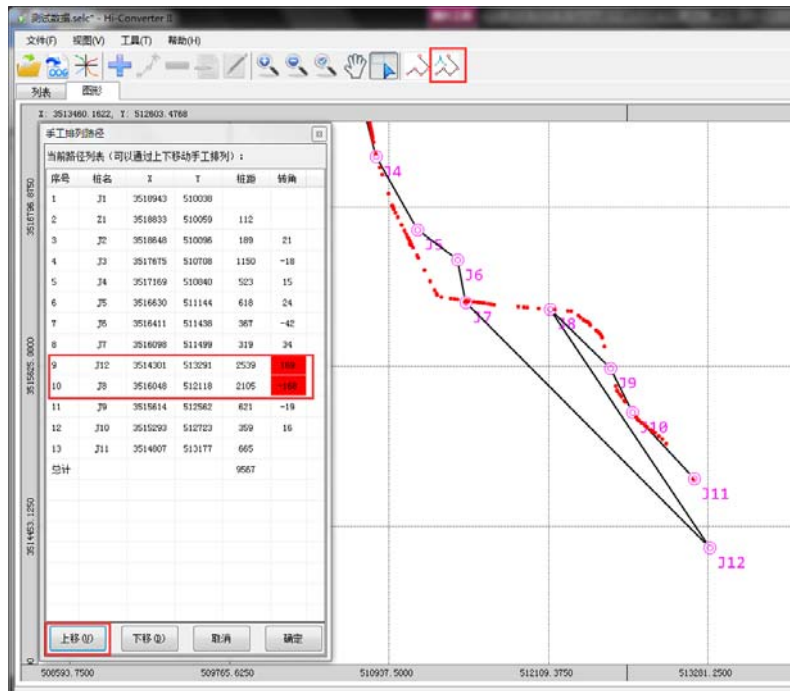 测试数据.selc* - Hi-Converter II
文件(F) 视图(V) 工具(T) 帮助(H)
列表 图形
X: 3513460.1622, Y: 512603.4768
手工排列路径
当前路径列表（可以通过上下移动手工排列）：
序号 桩名 X Y 桩距 转角
1 J1 3518943 510038
2 Z1 3518833 510059 112
3 J2 3518648 510096 189 21
4 J3 3517675 510708 1150 -18
5 J4 3517169 510840 523 15
6 J5 3516630 511144 618 24
7 J6 3516411 511438 367 -42
8 J7 3516098 511499 319 34
9 J12 3514301 513291 2539
10 J8 3516048 512118 2105
11 J9 3515614 512562 621 -19
12 J10 3515293 512723 359 16
13 J11 3514807 513177 665
总计 9567
上移(U) 下移(D) 取消 确定
J4
J5
J6
J7
J8
J9
J10
J11
J12
3516796.8750
3515625.0000
3514453.1250
508593.7500 509765.6250 510937.5000 512109.3750 513281.2500